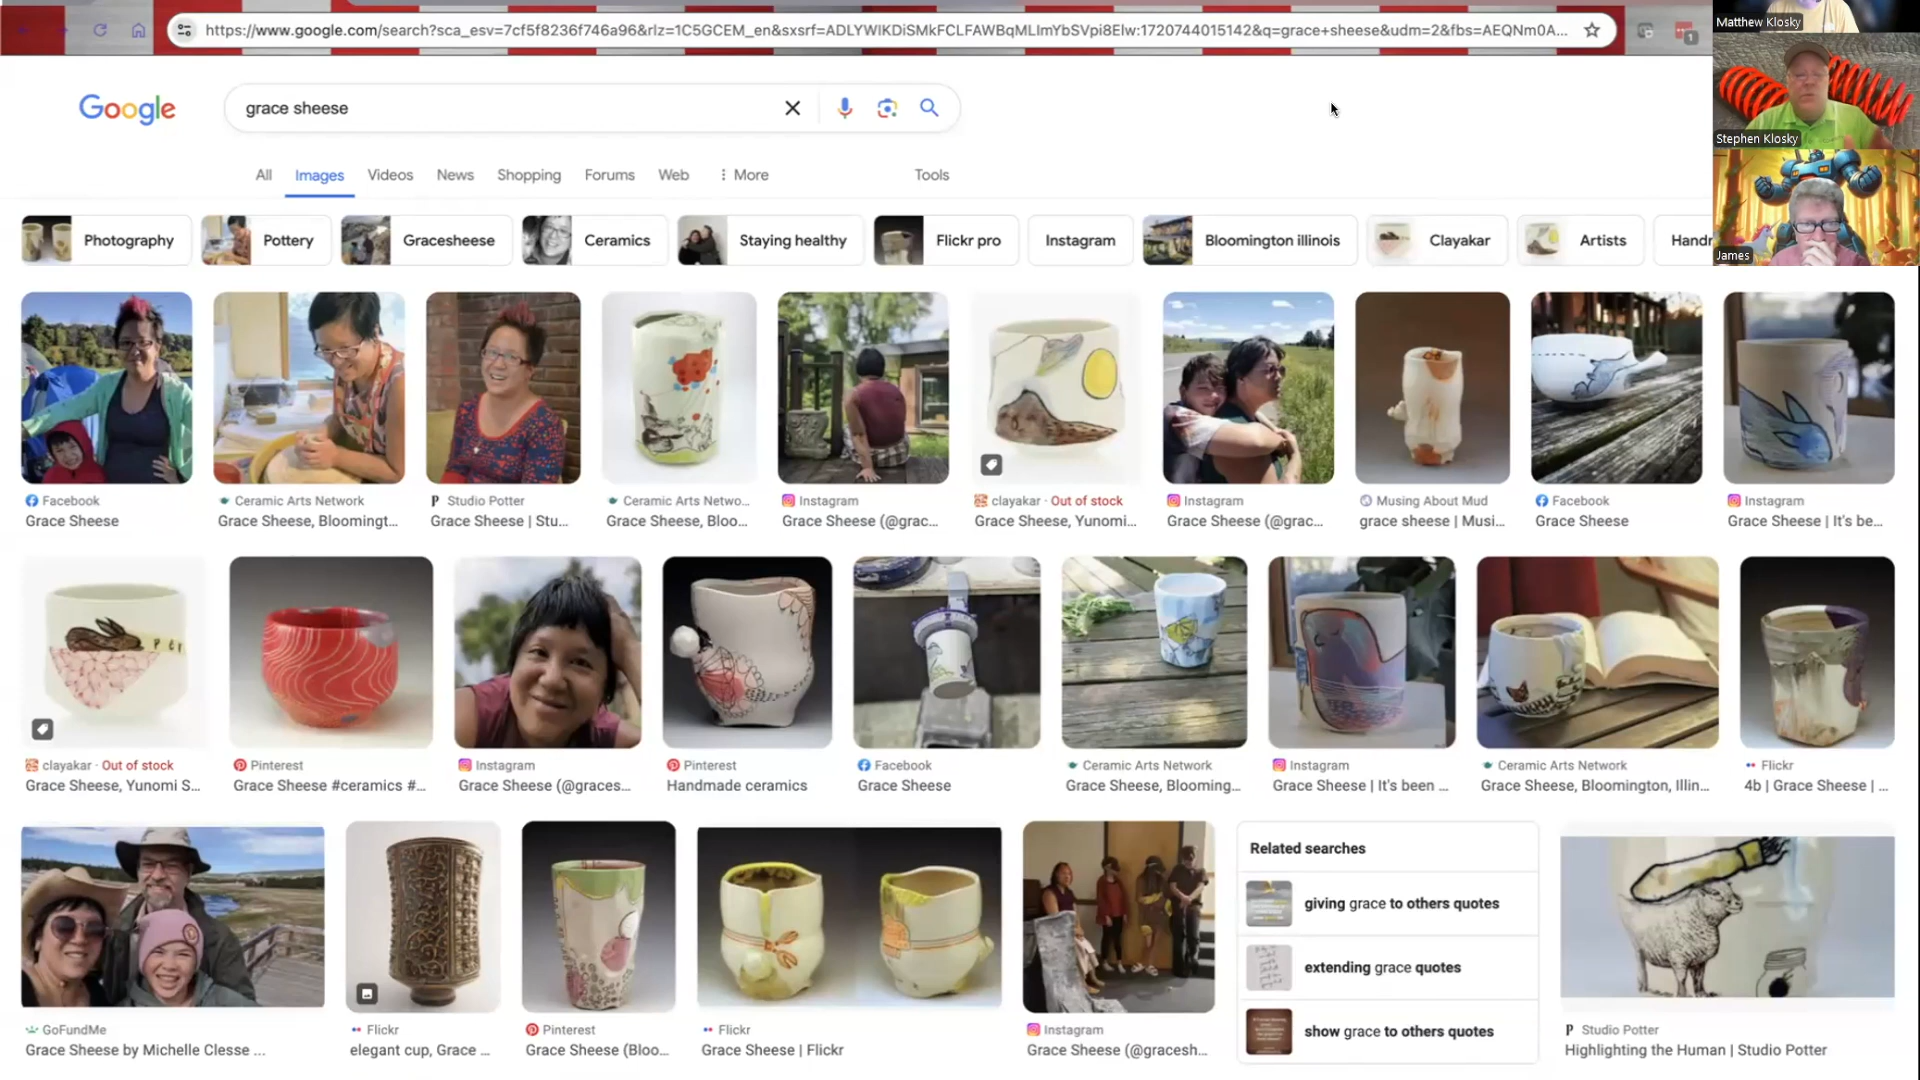 https://www.google.com/search?sca_esv=7cf5f8236f746a96&rlz=1C5GCEM_en&sxsrf=ADLYWIKDiSMkFCLFAWBqMLImYbSVpi8Elw:1720744015142&q=grace+sheese&udm=2&fbs=AEQNm0A...
1
Matthew Klosky
Stephen Klosky
James
Google
grace sheese
All
Images
Videos
News
Shopping
Forums
Web
More
Tools
Photography
Pottery
Gracesheese
Ceramics
Staying healthy
Flickr pro
Instagram
Bloomington illinois
Clayakar
Artists
Facebook
Grace Sheese
Ceramic Arts Network
Grace Sheese, Bloomingt...
Studio Potter
Grace Sheese | Stu...
Ceramic Arts Netwo...
Grace Sheese, Bloo...
Instagram
Grace Sheese (@grac...
clayakar · Out of stock
Grace Sheese, Yunomi...
Instagram
Grace Sheese (@grac...
Musing About Mud
grace sheese | Musi...
Facebook
Grace Sheese
Instagram
Grace Sheese | It's be...
clayakar · Out of stock
Grace Sheese, Yunomi S...
Pinterest
Grace Sheese #ceramics #...
Instagram
Grace Sheese (@graces...
Pinterest
Handmade ceramics
Facebook
Grace Sheese
Ceramic Arts Network
Grace Sheese, Blooming...
Instagram
Grace Sheese | It's been ...
Ceramic Arts Network
Grace Sheese, Bloomington, Illin...
Flickr
4b | Grace Sheese | ...
GoFundMe
Grace Sheese by Michelle Clesse ...
Flickr
elegant cup, Grace ...
Pinterest
Grace Sheese (Bloo...
Flickr
Grace Sheese | Flickr
Instagram
Grace Sheese (@gracesh...
Related searches
giving grace to others quotes
extending grace quotes
show grace to others quotes
Studio Potter
Highlighting the Human | Studio Potter